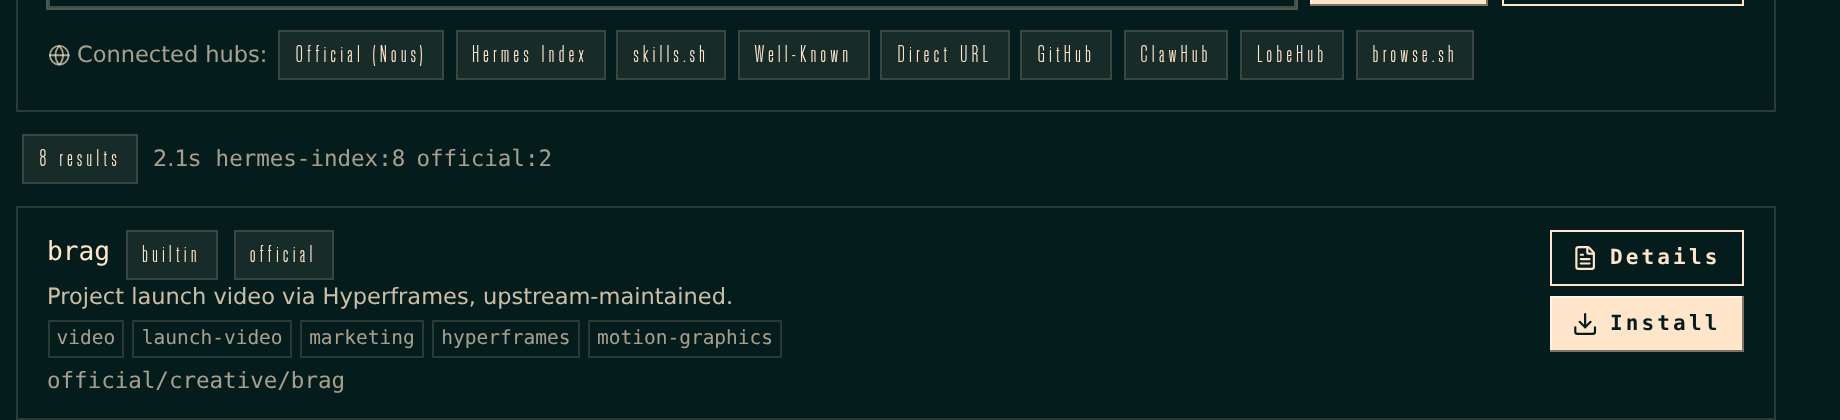 Connected hubs: Official (Nous) Hermes Index skills.sh Well-Known Direct URL GitHub ClawHub LobeHub browse.sh
8 results 2.1s hermes-index:8 official:2
brag builtin official
Details
Project launch video via Hyperframes, upstream-maintained.
Install
video launch-video marketing hyperframes motion-graphics
official/creative/brag